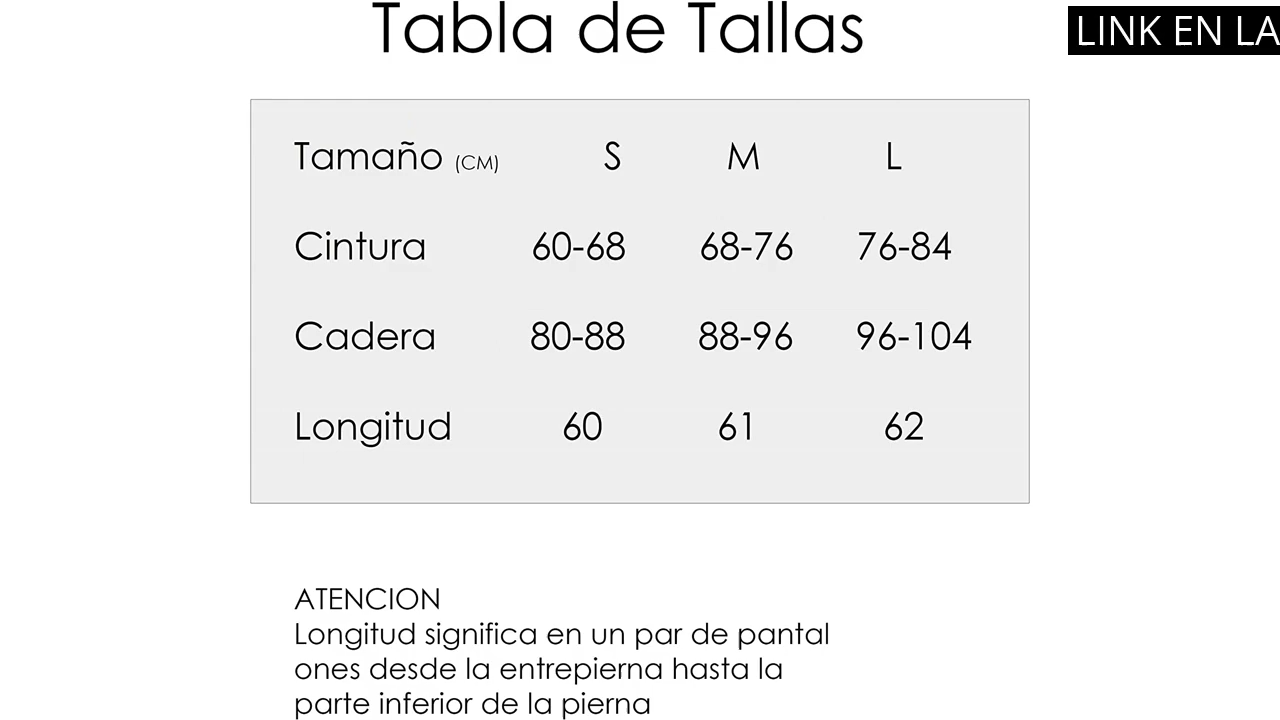 Tabla de Tallas
LINK EN LA
Tamaño (CM) S M L
Cintura 60-68 68-76 76-84
Cadera 80-88 88-96 96-104
Longitud 60 61 62
ATENCION
Longitud significa en un par de pantal
ones desde la entrepierna hasta la
parte inferior de la pierna